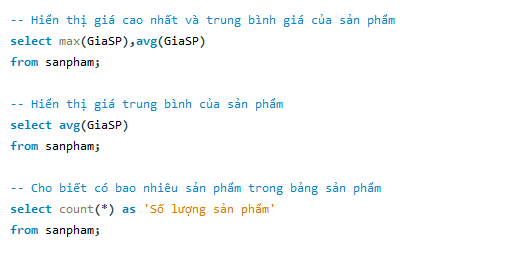 -- Hiển thị giá cao nhất và trung bình giá của sản phẩm
select max(GiaSP),avg(GiaSP)
from sanpham;
-- Hiển thị giá trung bình của sản phẩm
select avg(GiaSP)
from sanpham;
-- Cho biết có bao nhiêu sản phẩm trong bảng sản phẩm
select count(*) as 'Số lượng sản phẩm'
from sanpham;